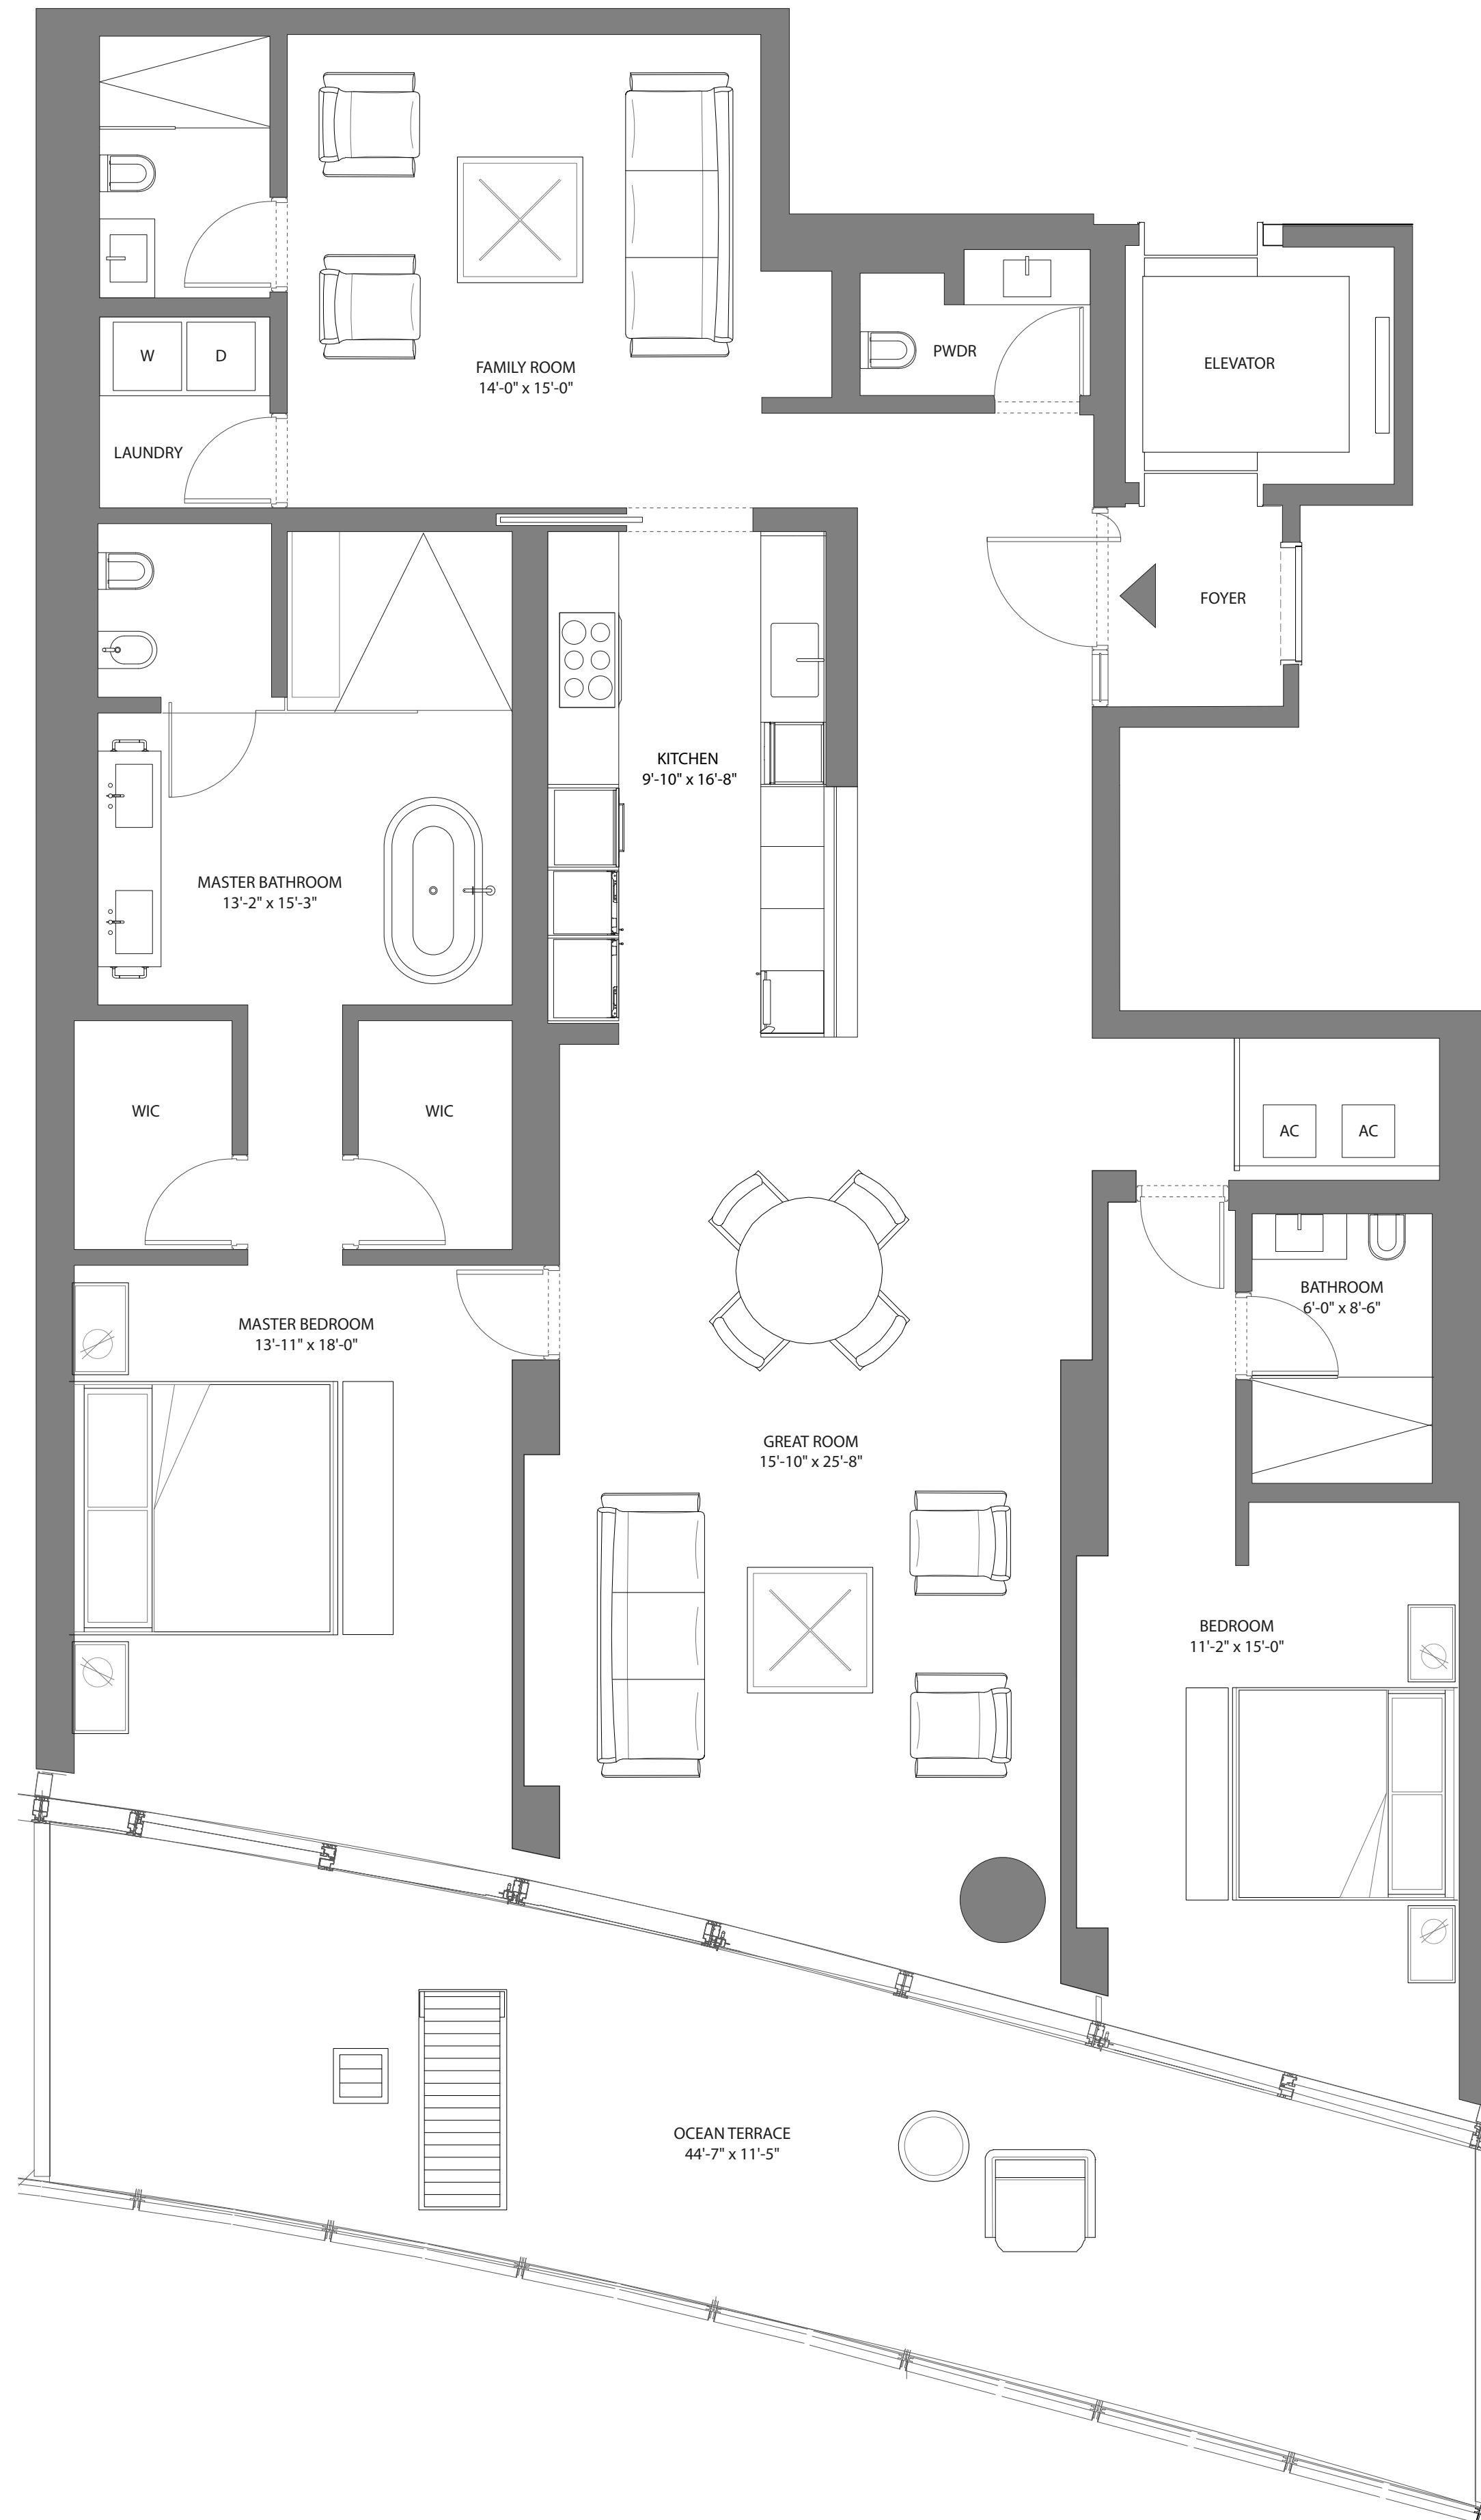 FAMILY ROOM
14'-0" x 15'-0"
W
D
LAUNDRY
PWDR
ELEVATOR
FOYER
KITCHEN
9'-10" x 16'-8"
MASTER BATHROOM
13'-2" x 15'-3"
WIC
WIC
AC
AC
BATHROOM
6'-0" x 8'-6"
MASTER BEDROOM
13'-11" x 18'-0"
GREAT ROOM
15'-10" x 25'-8"
BEDROOM
11'-2" x 15'-0"
OCEAN TERRACE
44'-7" x 11'-5"